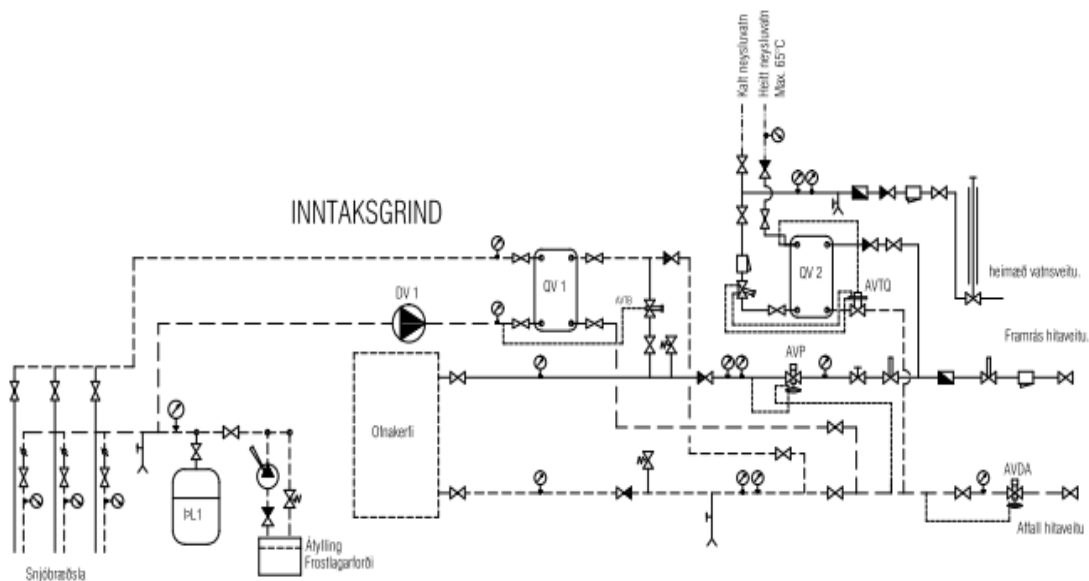 Kalt neysluvatn
Heitt neysluvatn
Max. 65°C
INNTAKSGRIND
DV 1
QV 1
AVTB
QV 2
AVTQ
heimæð vatnsveitu.
Framrás hitaveitu.
AVP
Ofnakerfi
ÞL1
AVDA
Affall hitaveitu.
Áfylling
Frostlagarforði
Snjóbræðsla